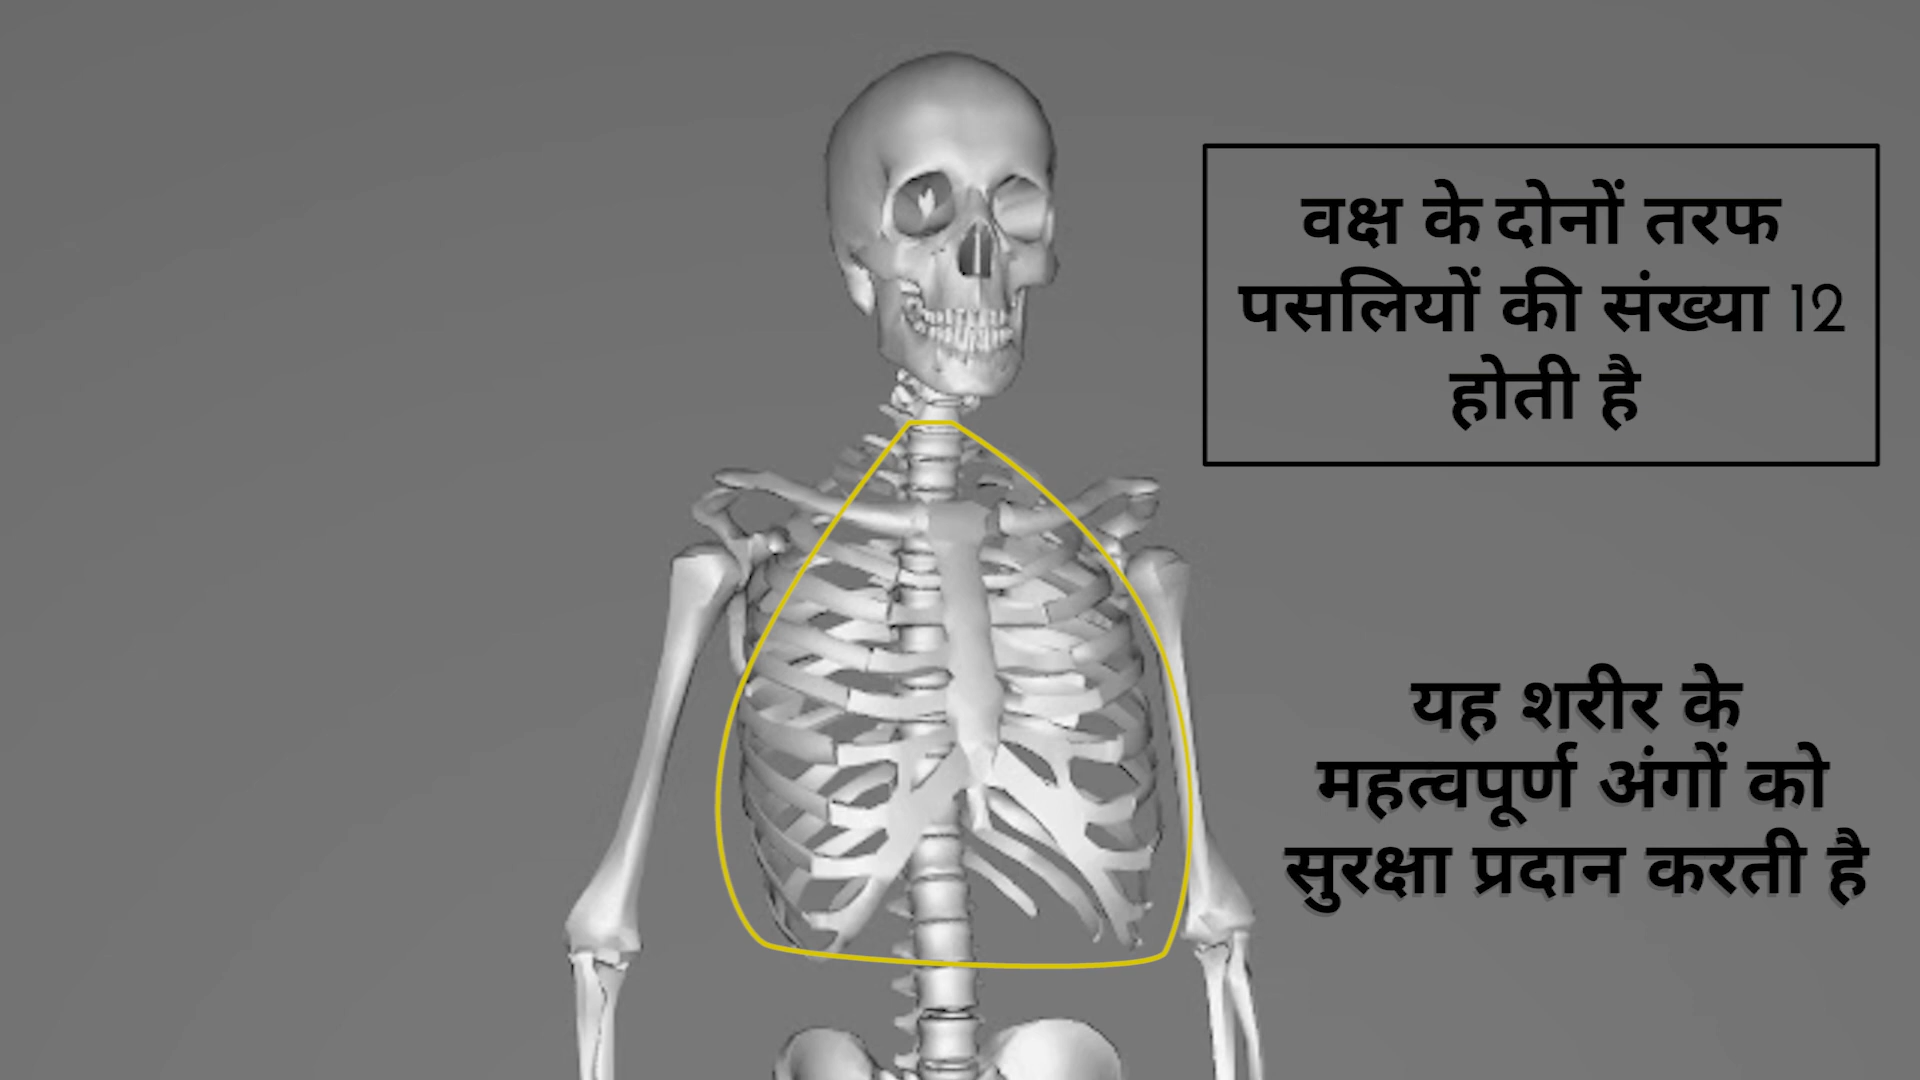 वक्ष के दोनों तरफ
पसलियों की संख्या 12
होती है
यह शरीर के
महत्वपूर्ण अंगों को
सुरक्षा प्रदान करती है